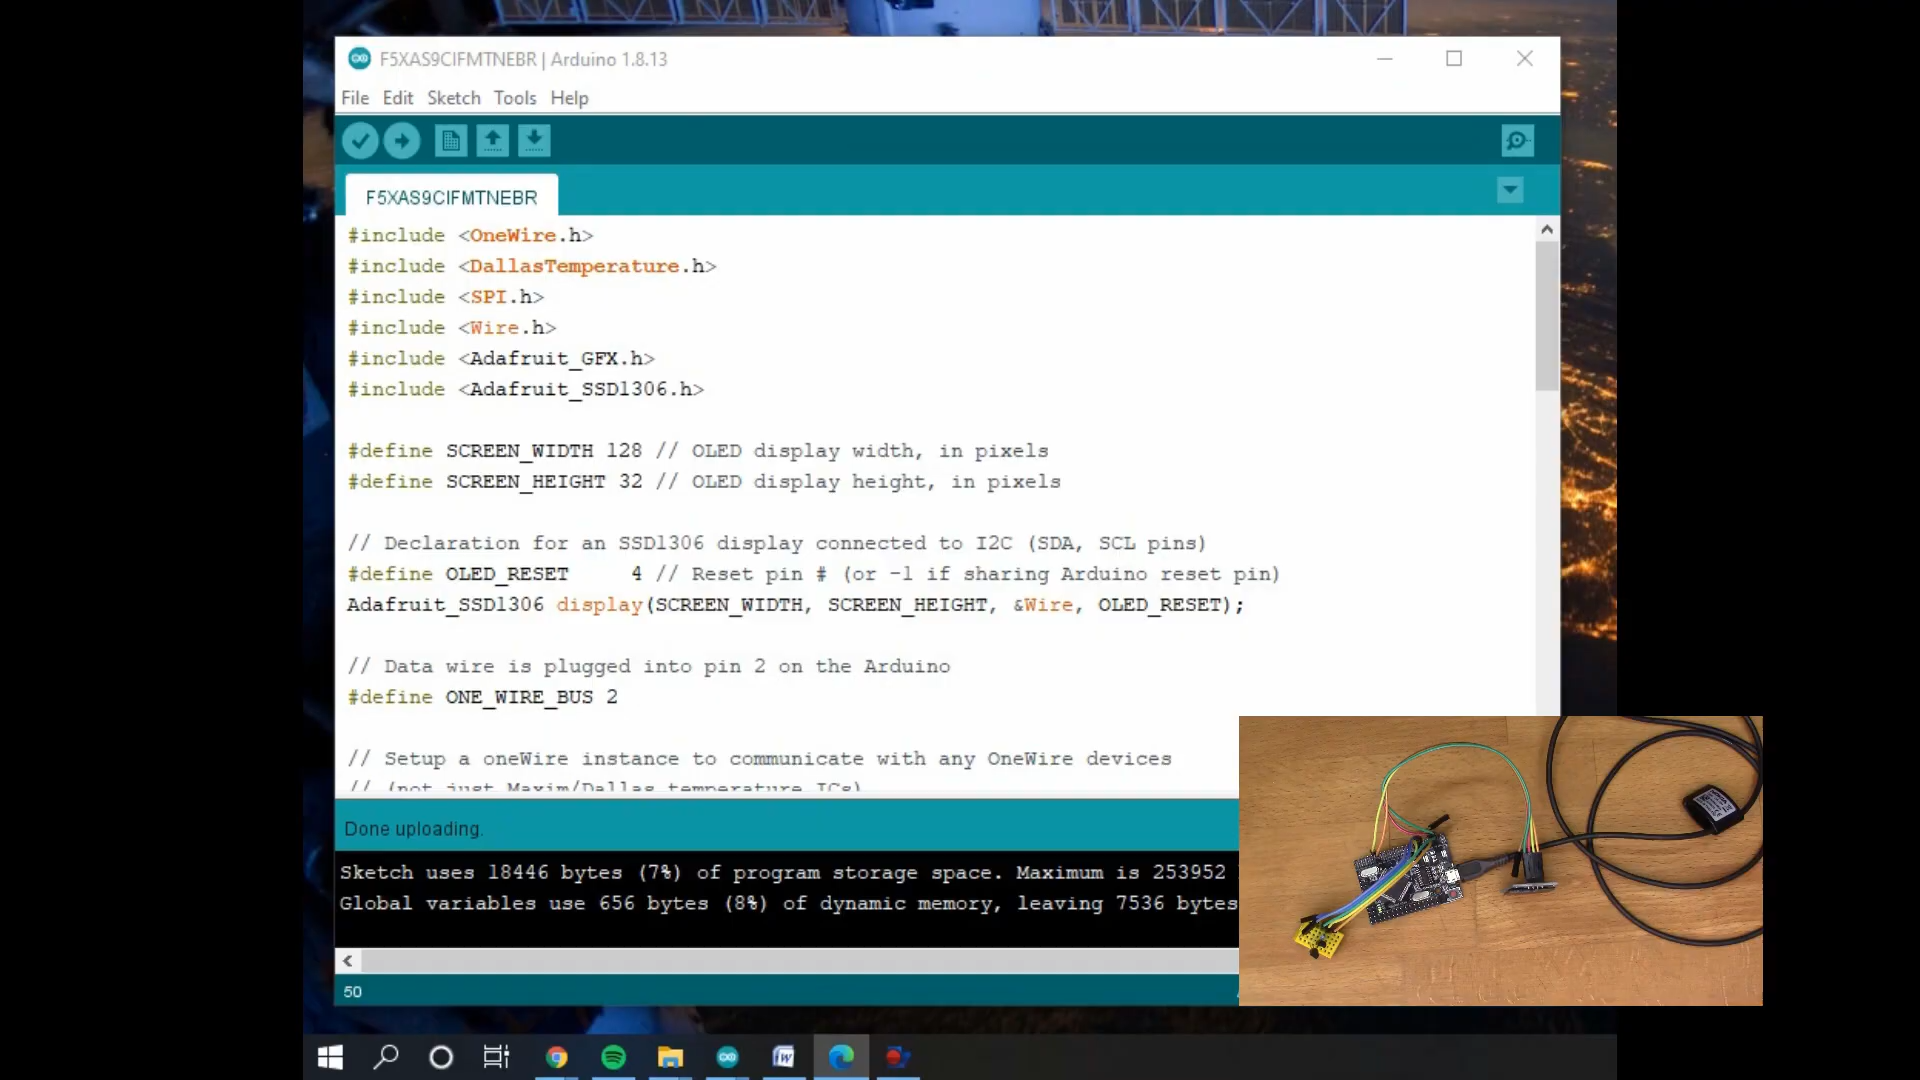 F5XAS9CIFMTNEBR | Arduino 1.8.13
File Edit Sketch Tools Help
F5XAS9CIFMTNEBR
#include <OneWire.h>
#include <DallasTemperature.h>
#include <SPI.h>
#include <Wire.h>
#include <Adafruit_GFX.h>
#include <Adafruit_SSD1306.h>
#define SCREEN_WIDTH 128 // OLED display width, in pixels
#define SCREEN_HEIGHT 32 // OLED display height, in pixels
// Declaration for an SSD1306 display connected to I2C (SDA, SCL pins)
#define OLED_RESET     4 // Reset pin # (or -1 if sharing Arduino reset pin)
Adafruit_SSD1306 display(SCREEN_WIDTH, SCREEN_HEIGHT, &Wire, OLED_RESET);
// Data wire is plugged into pin 2 on the Arduino
#define ONE_WIRE_BUS 2
// Setup a oneWire instance to communicate with any OneWire devices
// (not just Maxim/Dallas temperature ICs)
Done uploading.
Sketch uses 18446 bytes (7%) of program storage space. Maximum is 253952
Global variables use 656 bytes (8%) of dynamic memory, leaving 7536 bytes
50